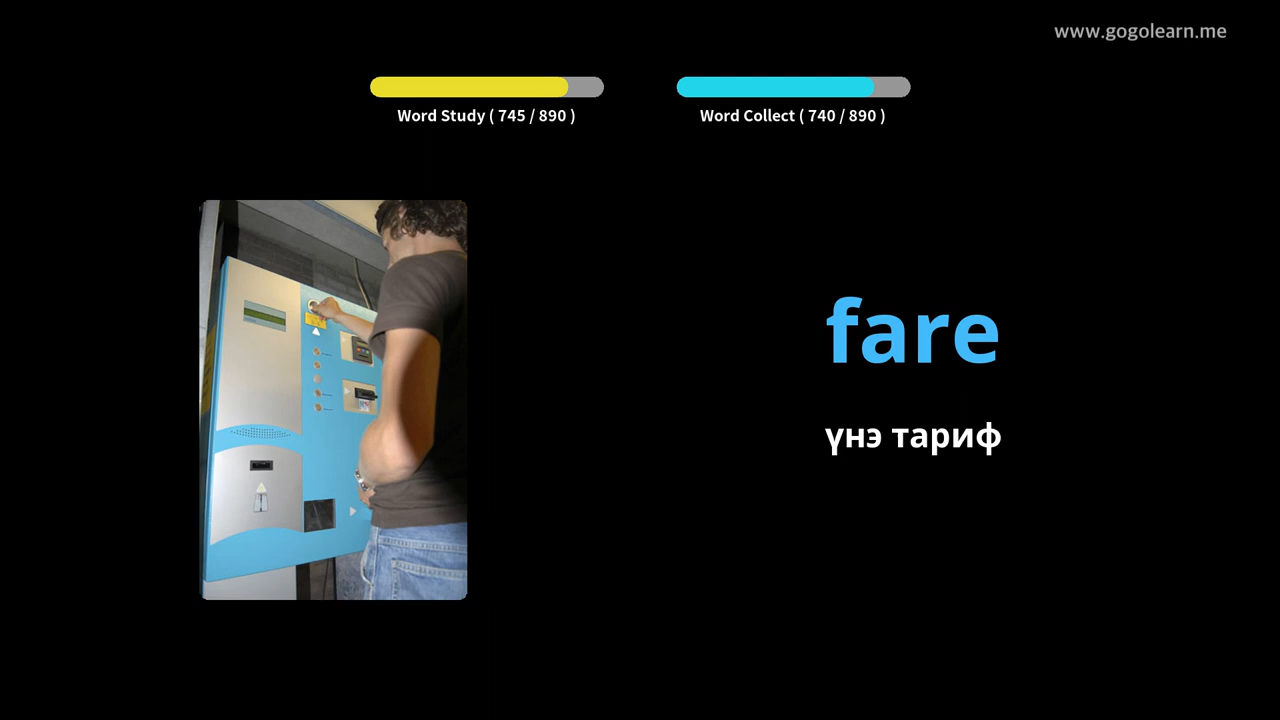 www.gogolearn.me
Word Study ( 745 / 890 )
Word Collect ( 740 / 890 )
fare
үнэ тариф